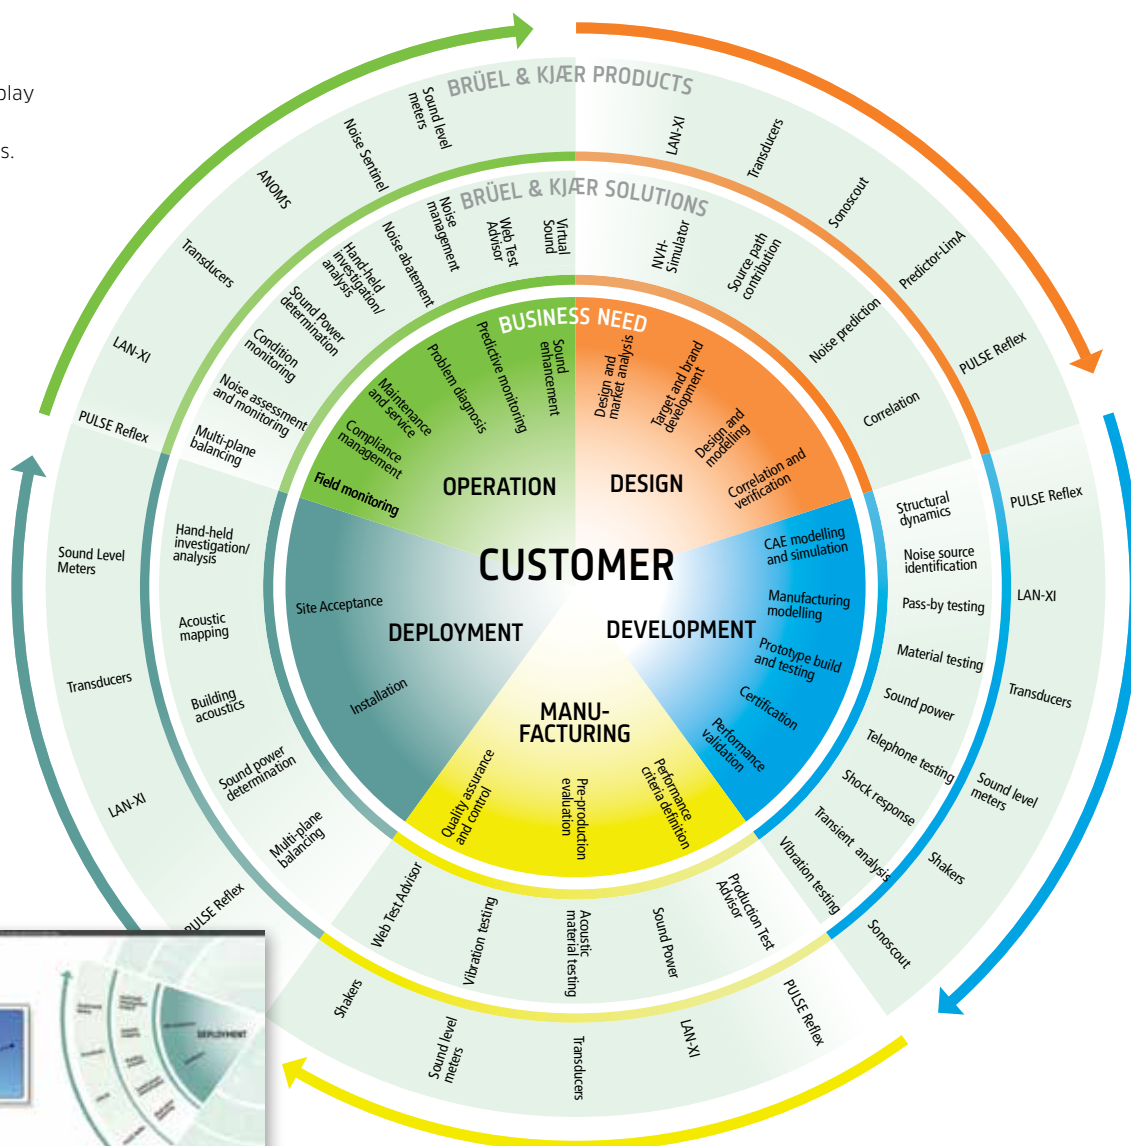 play
s.
BRÜEL & KJÆR PRODUCTS
LAN-XI
Transducers
Sonoscout
Predictor-LimA
PULSE Reflex
PULSE Reflex
LAN-XI
Transducers
Sound level
meters
Shakers
Sonoscout
PULSE Reflex
LAN-XI
Transducers
Sound level
meters
Shakers
PULSE Reflex
LAN-XI
Transducers
Sound Level
Meters
PULSE Reflex
LAN-XI
Transducers
ANOMS
Noise Sentinel
Sound level
meters
BRÜEL & KJÆR SOLUTIONS
NVH-
Simulator
Source path
contribution
Noise prediction
Correlation
Structural
dynamics
Noise source
identification
Pass-by testing
Material testing
Sound power
Telephone testing
Shock response
Transient analysis
Vibration testing
Production Test
Advisor
Sound Power
Acoustic
material testing
Vibration testing
Web Test Advisor
Multi-plane
balancing
Sound power
determination
Building
acoustics
Acoustic
mapping
Hand-held
investigation/
analysis
Multi-plane
balancing
Noise assessment
and monitoring
Condition
monitoring
Sound Power
determination
Hand-held
investigation/
analysis
Noise abatement
Noise
management
Web Test
Advisor
Virtual
Sound
BUSINESS NEED
Design and
market analysis
Target and brand
development
Design and
modelling
Correlation and
verification
DESIGN
CAE modelling
and simulation
Manufacturing
modelling
Prototype build
and testing
Certification
Performance
validation
DEVELOPMENT
Performance
criteria definition
Pre-production
evaluation
Quality assurance
and control
MANU-
FACTURING
Installation
Site Acceptance
DEPLOYMENT
Field monitoring
Compliance
management
Maintenance
and service
Problem diagnosis
Predictive monitoring
Sound
enhancement
OPERATION
CUSTOMER
DEPLOYMENT